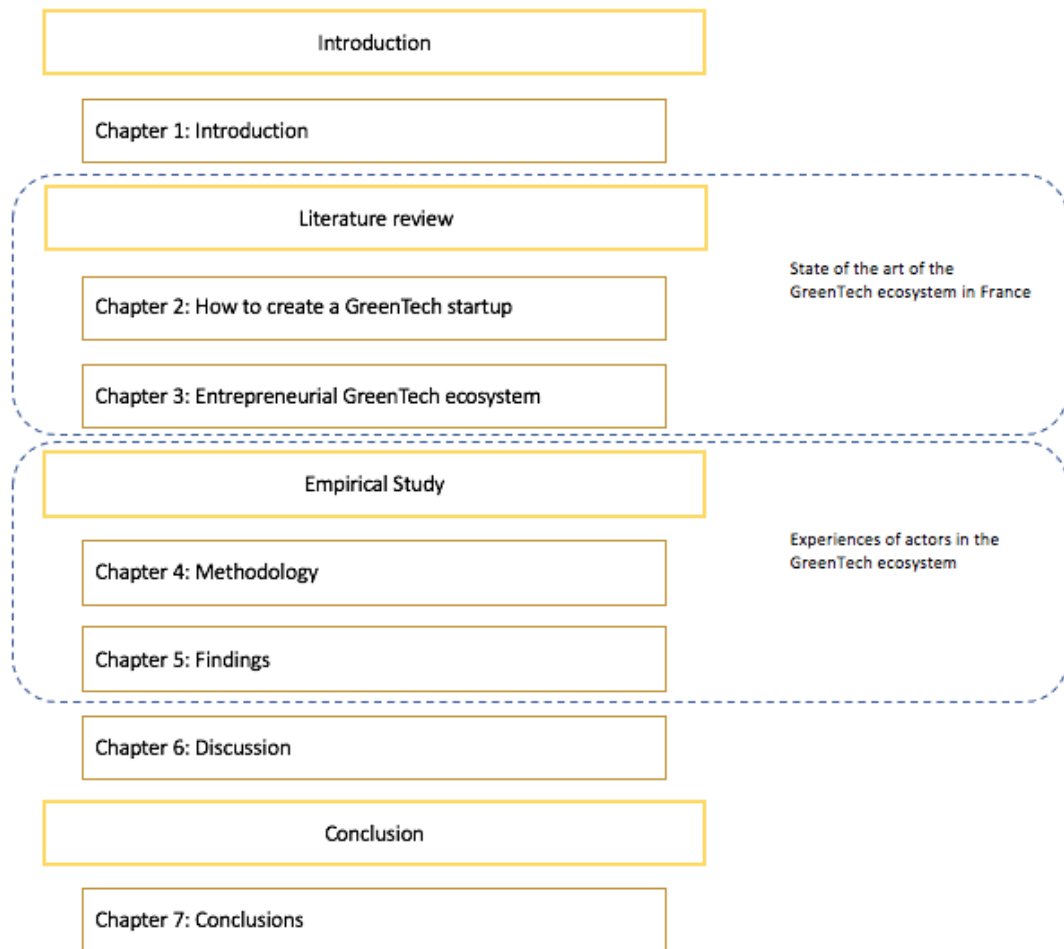 Introduction
Chapter 1: Introduction
Literature review
State of the art of the
GreenTech ecosystem in France
Chapter 2: How to create a GreenTech startup
Chapter 3: Entrepreneurial GreenTech ecosystem
Empirical Study
Experiences of actors in the
GreenTech ecosystem
Chapter 4: Methodology
Chapter 5: Findings
Chapter 6: Discussion
Conclusion
Chapter 7: Conclusions